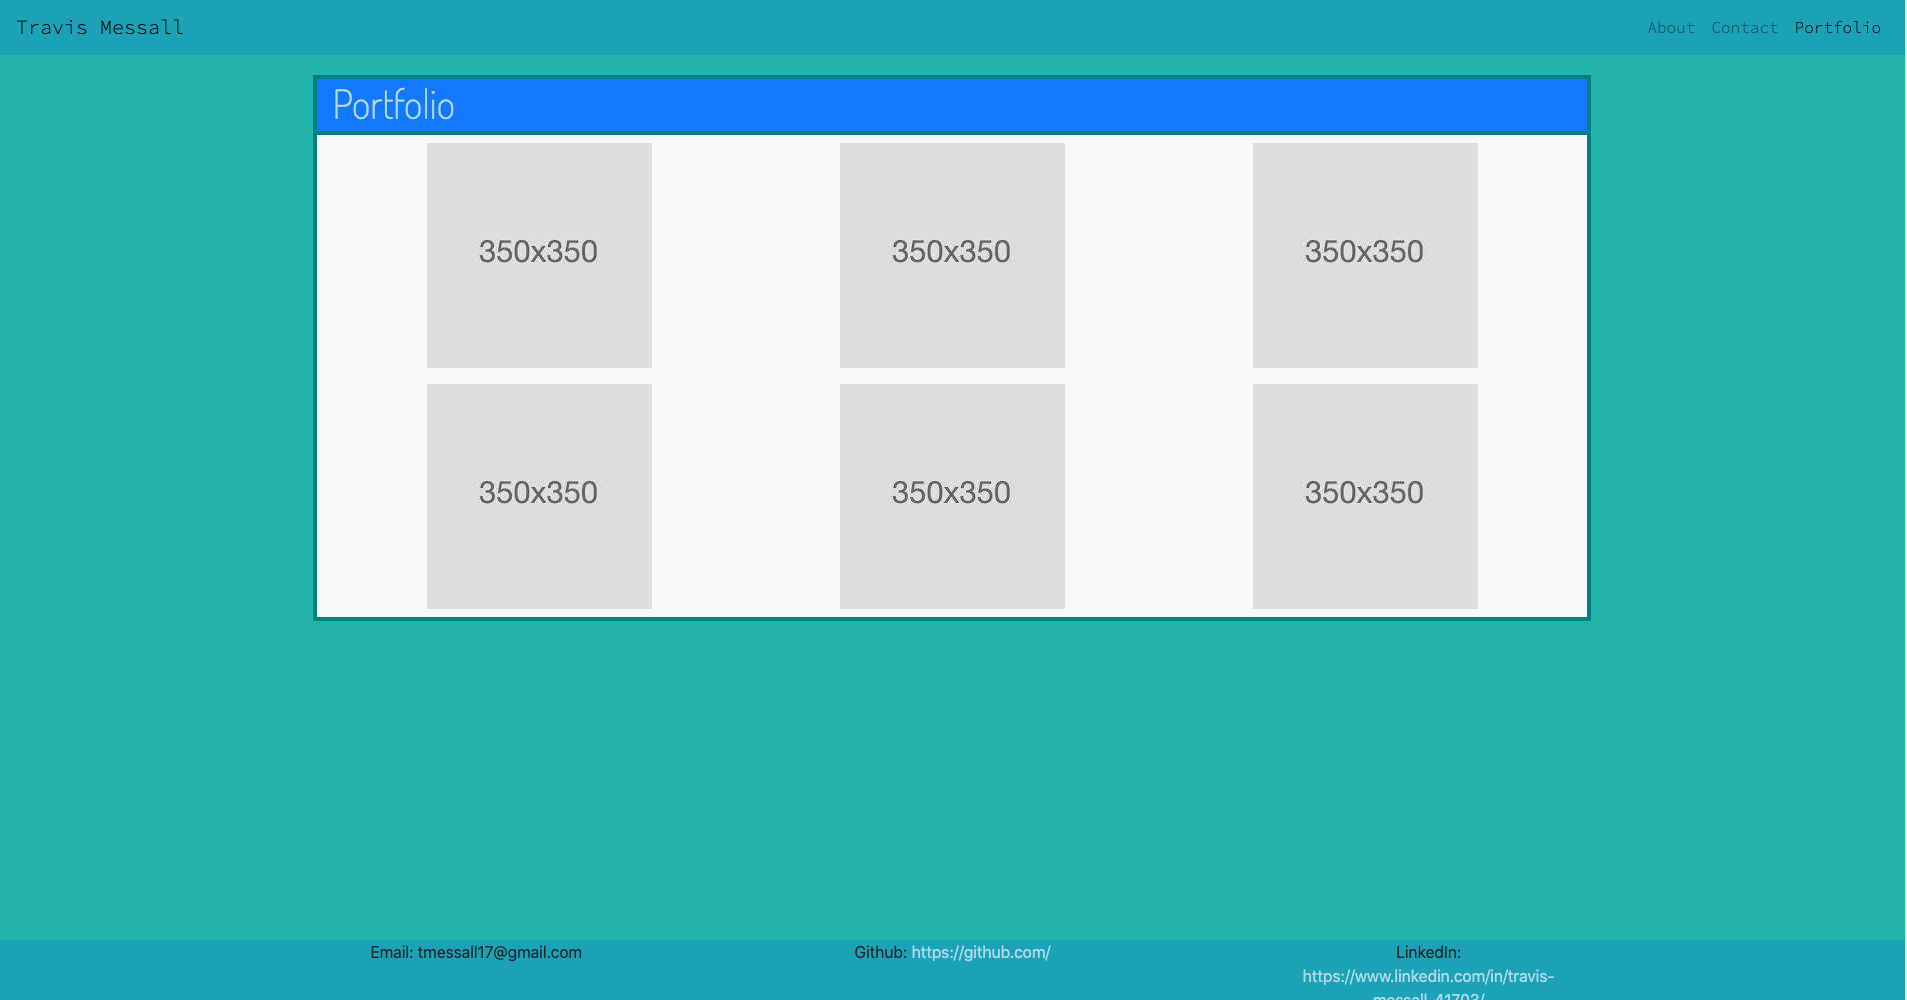 Travis Messall
About Contact Portfolio
Portfolio
350x350 350x350 350x350
350x350 350x350 350x350
Email: tmessall17@gmail.com
Github: https://github.com/
LinkedIn:
https://www.linkedin.com/in/travis-